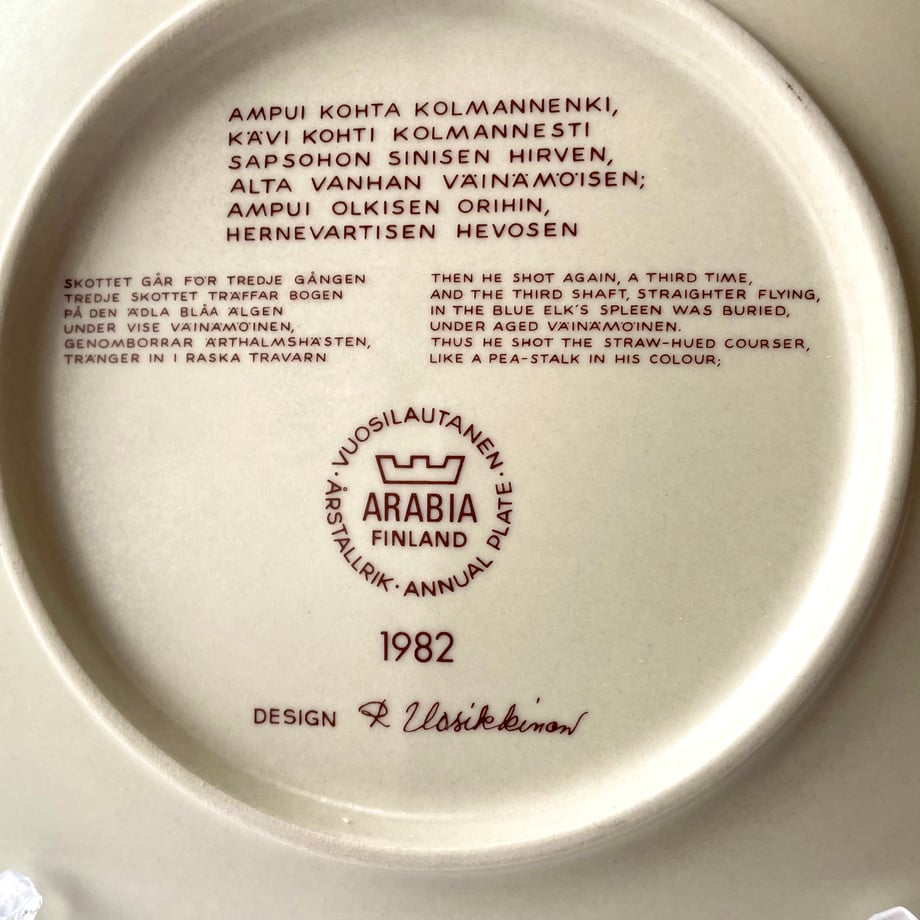 AMPUI KOHTA KOLMANNENKI,
KÄVI KOHTI KOLMANNESTI
SAPSOHON SINISEN HIRVEN,
ALTA VANHAN VÄINÄMÖISEN;
AMPUI OLKISEN ORIHIN,
HERNEVARTISEN HEVOSEN
SKOTTET GÅR FÖR TREDJE GÅNGEN
TREDJE SKOTTET TRÄFFAR BOGEN
PÅ DEN ÄDLA BLÅA ÄLGEN
UNDER VISE VÄINÄMÖINEN,
GENOMBORRAR ÄRTHALMSHÄSTEN,
TRÄNGER IN I RASKA TRAVARN
THEN HE SHOT AGAIN, A THIRD TIME,
AND THE THIRD SHAFT, STRAIGHTER FLYING,
IN THE BLUE ELK'S SPLEEN WAS BURIED,
UNDER AGED VÄINÄMÖINEN.
THUS HE SHOT THE STRAW-HUED COURSER,
LIKE A PEA-STALK IN HIS COLOUR;
·VUOSILAUTANEN·
ARABIA
FINLAND
ÅRSTALLRIK·ANNUAL PLATE
1982
DESIGN R Uosikkinen